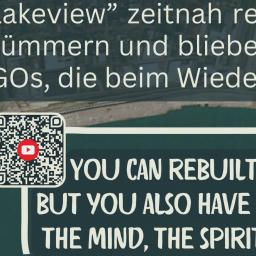 akeview” zeitnah re
ümmern und bliebe
GOs, die beim Wiede
YOU CAN REBUILT
BUT YOU ALSO HAVE
THE MIND, THE SPIRIT